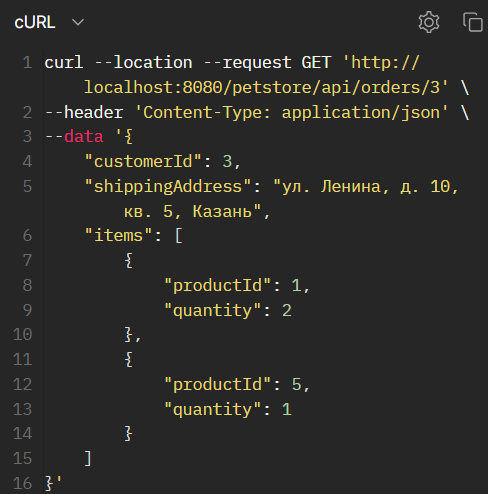 cURL
1 curl --location --request GET 'http://
localhost:8080/petstore/api/orders/3' \
2 --header 'Content-Type: application/json' \
3 --data '{
4 "customerId": 3,
5 "shippingAddress": "ул. Ленина, д. 10,
кв. 5, Казань",
6 "items": [
7 {
8 "productId": 1,
9 "quantity": 2
10 },
11 {
12 "productId": 5,
13 "quantity": 1
14 }
15 ]
16 }'